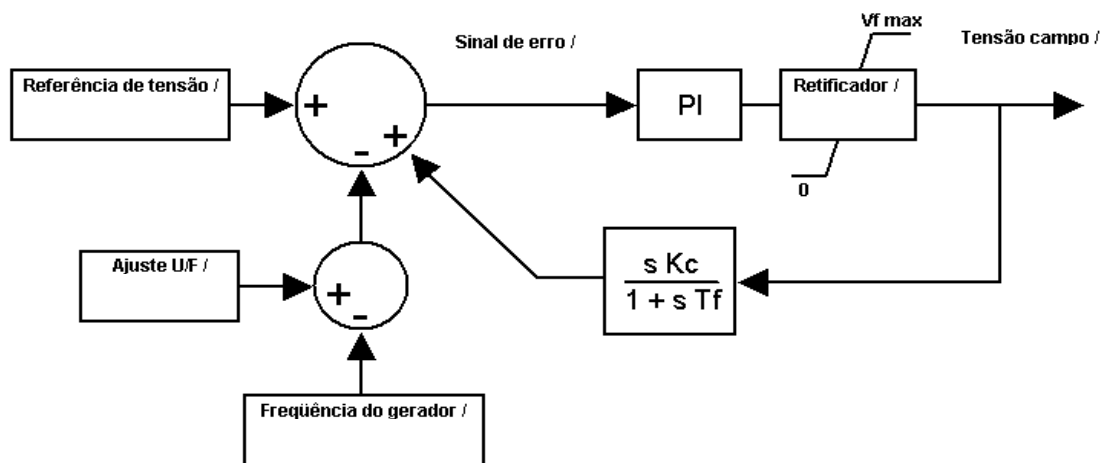 Vf max
Sinal de erro /
Tensão campo /
Referência de tensão /
+
+
-
PI
Retificador /
0
Ajuste U/F /
+
-
s Kc
1 + s Tf
Freqüência do gerador /